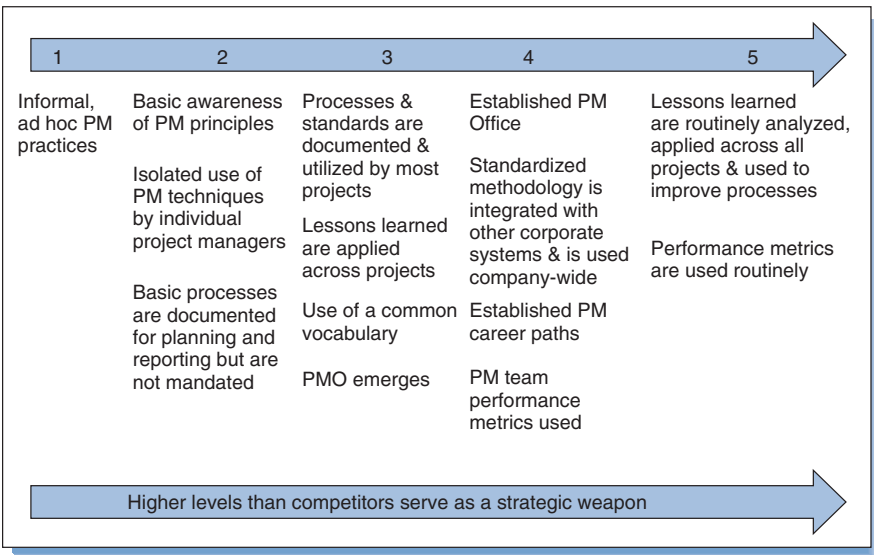 1 2 3 4 5
Informal,
ad hoc PM
practices
Basic awareness
of PM principles
Isolated use of
PM techniques
by individual
project managers
Basic processes
are documented
for planning and
reporting but are
not mandated
Processes &
standards are
documented &
utilized by most
projects
Lessons learned
are applied
across projects
Use of a common
vocabulary
PMO emerges
Established PM
Office
Standardized
methodology is
integrated with
other corporate
systems & is used
company-wide
Established PM
career paths
PM team
performance
metrics used
Lessons learned
are routinely analyzed,
applied across all
projects & used to
improve processes
Performance metrics
are used routinely
Higher levels than competitors serve as a strategic weapon